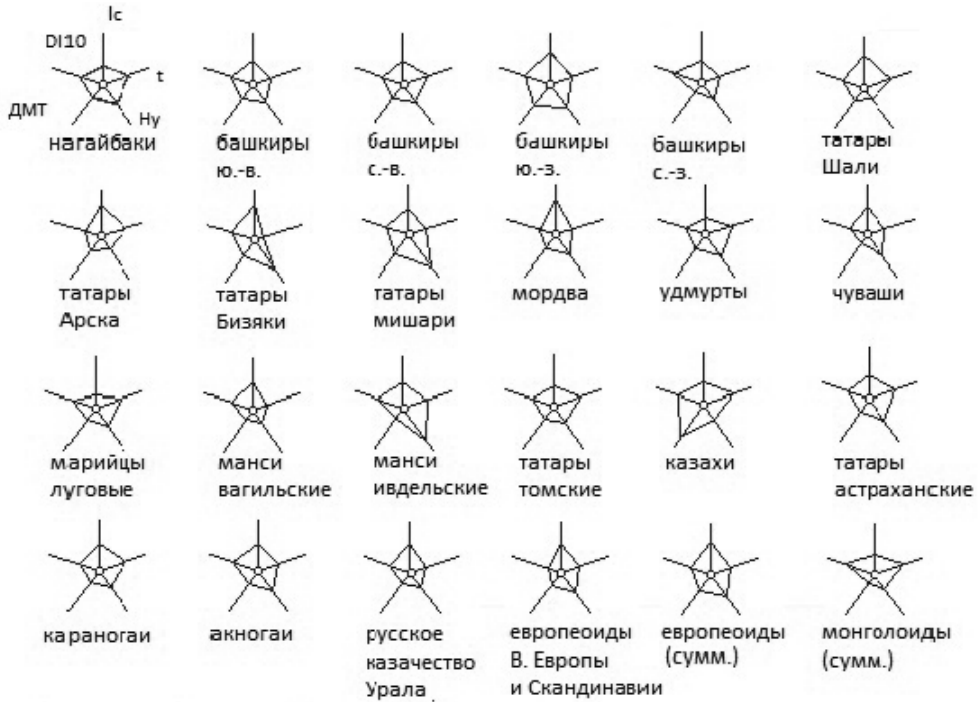 Ic
DI10
t
ДМТ
Hy
нагайбаки
башкиры
ю.-в.
башкиры
с.-в.
башкиры
ю.-з.
башкиры
с.-з.
татары
Шали
татары
Арска
татары
Бизяки
татары
мишари
мордва
удмурты
чуваши
марийцы
луговые
манси
вагильские
манси
ивдельские
татары
томские
казахи
татары
астраханские
караногаи
акногаи
русское
казачество
Урала
европеоиды
В. Европы
и Скандинавии
европеоиды
(сумм.)
монголоиды
(сумм.)